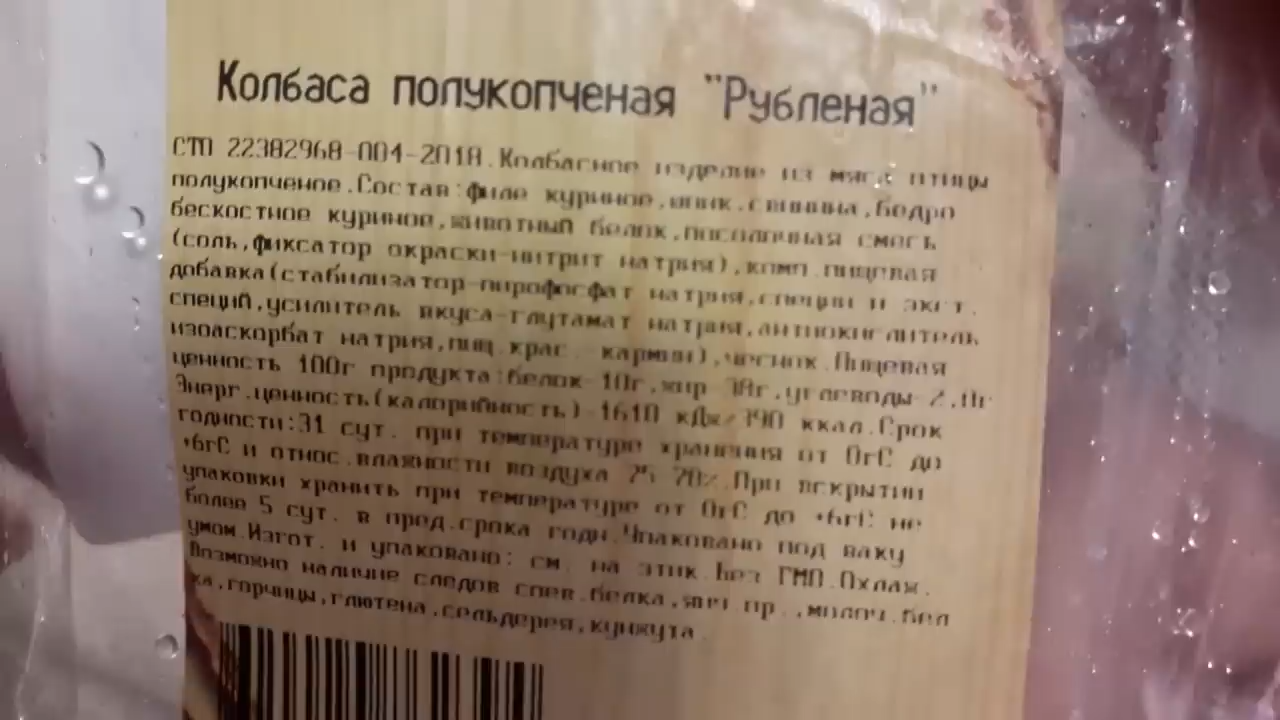 Колбаса полукопченая "Рубленая"
СТП 22382968-004-2018.Колбасное изделие из мяса птицы
полукопченое.Состав:филе куриное,шпик,свинина,бедро
бескостное куриное,животный белок,посолочная смесь
(соль,фиксатор окраски-нитрит натрия),комп.пищевая
добавка(стабилизатор-пирофосфат натрия,специи и экст.
специй,усилитель вкуса-глутамат натрия,антиокислитель
изоаскорбат натрия,пищ.крас. кармин),чеснок.Пищевая
ценность 100г продукта:белок-10г,жир-38г,углеводы-2.0г
Энерг.ценность(калорийность)-1610 кДж/390 ккал.Срок
годности:31 сут. при температуре хранения от 0гС до
+6гС и относ.влажности воздуха 75-78%.При вскрытии
упаковки хранить при температуре от 0гС до +6гС не
более 5 сут. в пред.срока годн.Упаковано под ваку
умом.Изгот. и упаковано: см. на этик.Без ГМО.Охлаж.
Возможно наличие следов соев.белка,яич.пр.,молоч.бел
ка,горчицы,глютена,сельдерея,кунжута.